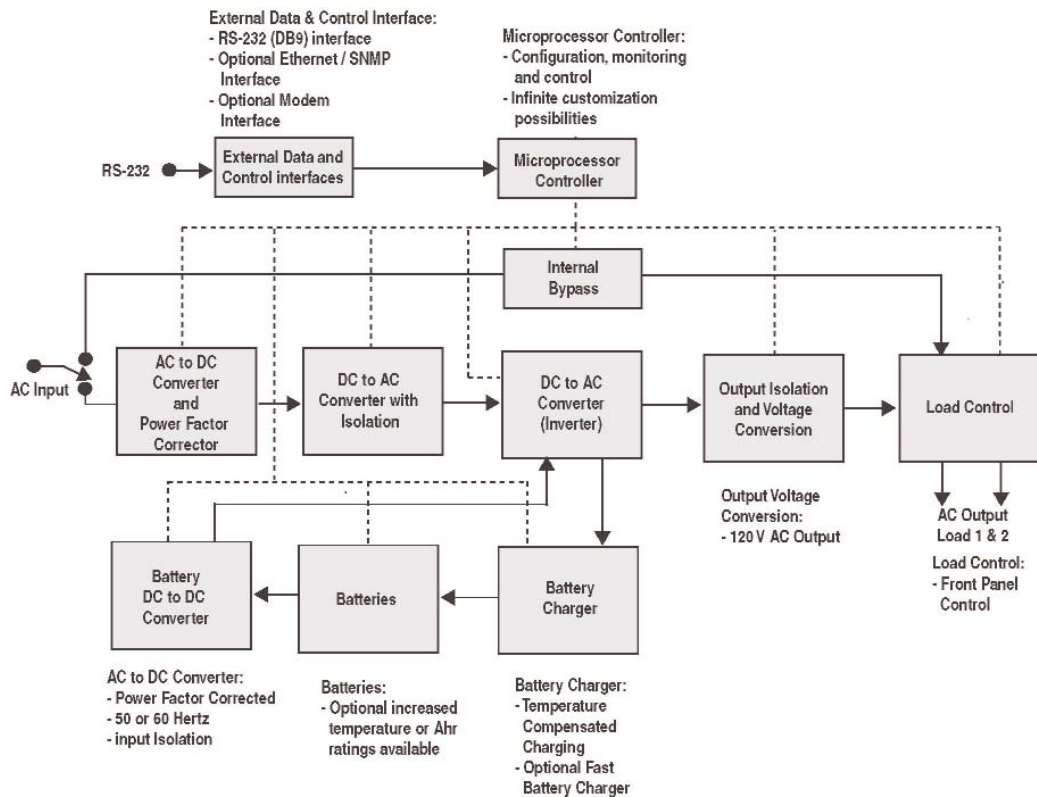 External Data & Control Interface:
- RS-232 (DB9) interface
- Optional Ethernet / SNMP
Interface
- Optional Modem
Interface
Microprocessor Controller:
- Configuration, monitoring
and control
- Infinite customization
possibilities
RS-232
External Data and
Control interfaces
Microprocessor
Controller
Internal
Bypass
AC Input
AC to DC
Converter
and
Power Factor
Corrector
DC to AC
Converter with
Isolation
DC to AC
Converter
(Inverter)
Output Isolation
and Voltage
Conversion
Load Control
Output Voltage
Conversion:
- 120 V AC Output
AC Output
Load 1 & 2
Load Control:
- Front Panel
Control
Battery
DC to DC
Converter
Batteries
Battery
Charger
AC to DC Converter:
- Power Factor Corrected
- 50 or 60 Hertz
- input Isolation
Batteries:
- Optional increased
temperature or Ahr
ratings available
Battery Charger:
- Temperature
Compensated
Charging
- Optional Fast
Battery Charger